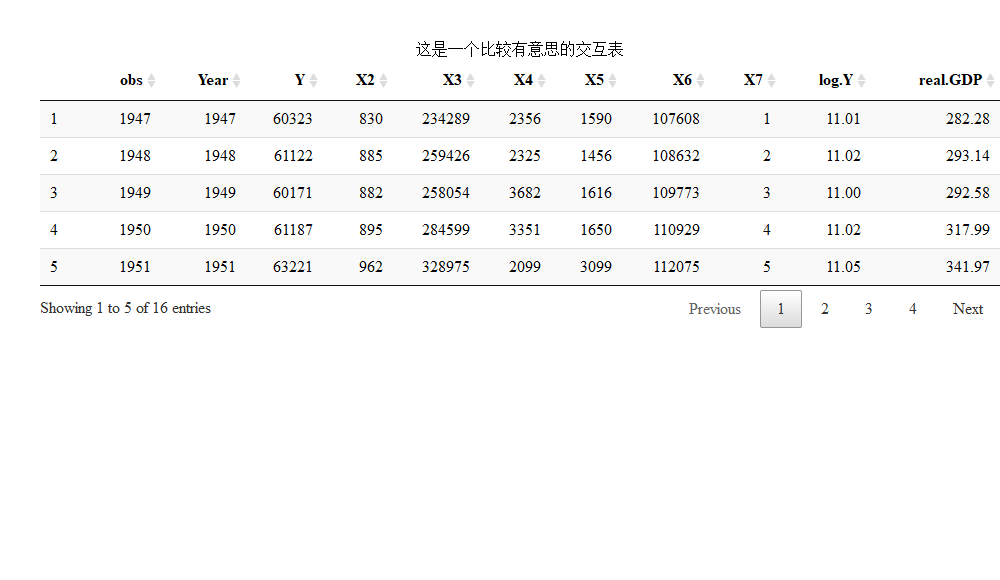 这是一个比较有意思的交互表
obs Year Y X2 X3 X4 X5 X6 X7 log.Y real.GDP
1 1947 1947 60323 830 234289 2356 1590 107608 1 11.01 282.28
2 1948 1948 61122 885 259426 2325 1456 108632 2 11.02 293.14
3 1949 1949 60171 882 258054 3682 1616 109773 3 11.00 292.58
4 1950 1950 61187 895 284599 3351 1650 110929 4 11.02 317.99
5 1951 1951 63221 962 328975 2099 3099 112075 5 11.05 341.97
Showing 1 to 5 of 16 entries Previous 1 2 3 4 Next